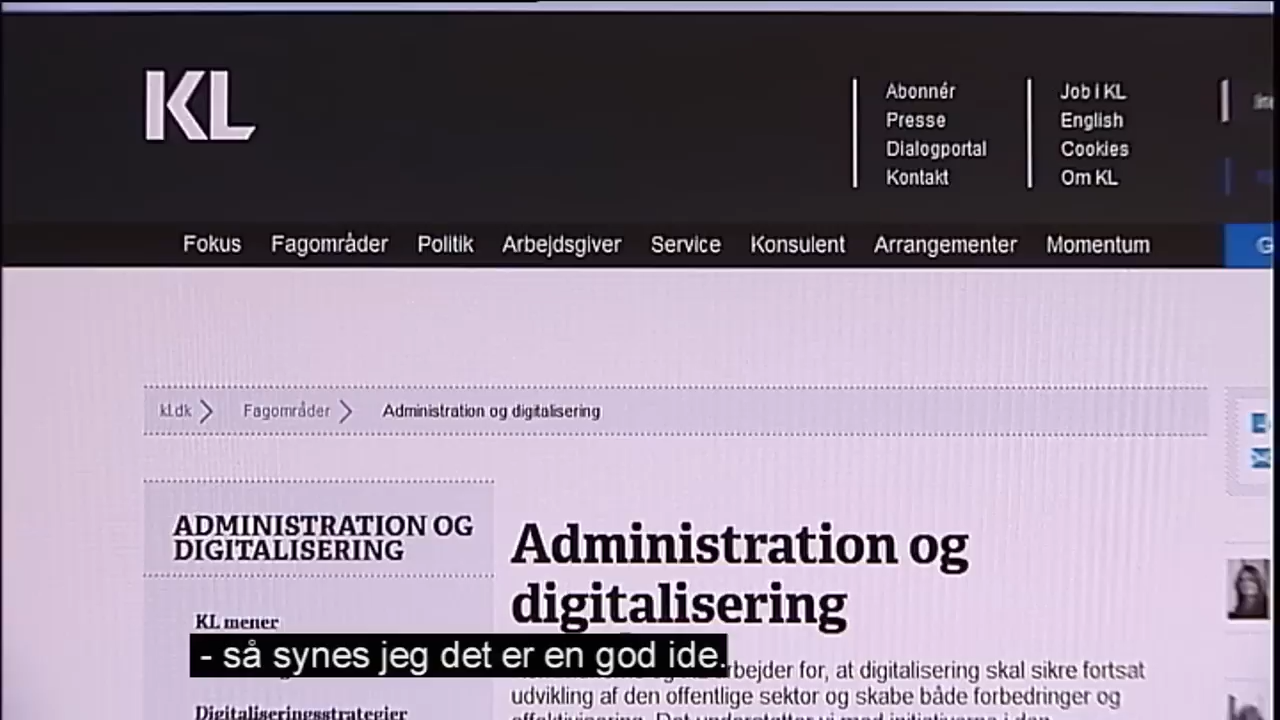 KL
Abonnér
Presse
Dialogportal
Kontakt
Job i KL
English
Cookies
Om KL
Fokus Fagområder Politik Arbejdsgiver Service Konsulent Arrangementer Momentum
kl.dk Fagområder Administration og digitalisering
ADMINISTRATION OG
DIGITALISERING
KL mener
Digitaliseringsstrategier
Administration og
digitalisering
arbejder for, at digitalisering skal sikre fortsat
udvikling af den offentlige sektor og skabe både forbedringer og
- så synes jeg det er en god ide.